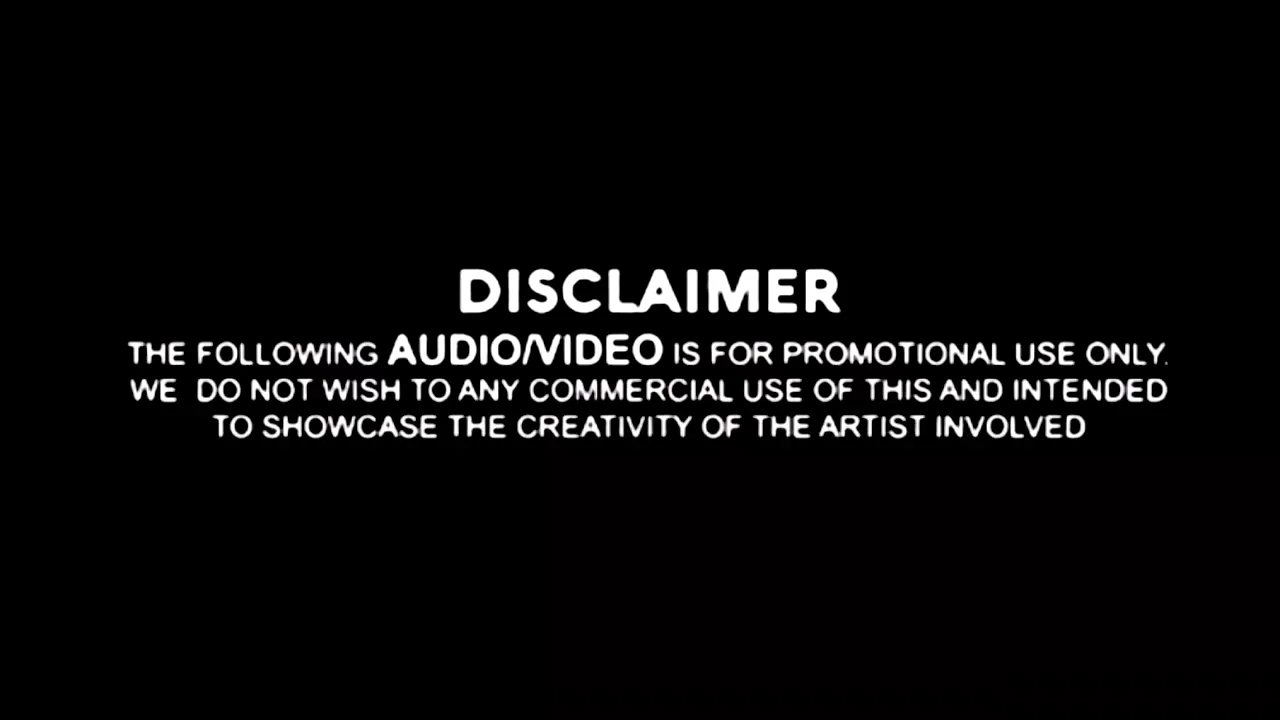 DISCLAIMER
THE FOLLOWING AUDIO/VIDEO IS FOR PROMOTIONAL USE ONLY.
WE DO NOT WISH TO ANY COMMERCIAL USE OF THIS AND INTENDED
TO SHOWCASE THE CREATIVITY OF THE ARTIST INVOLVED